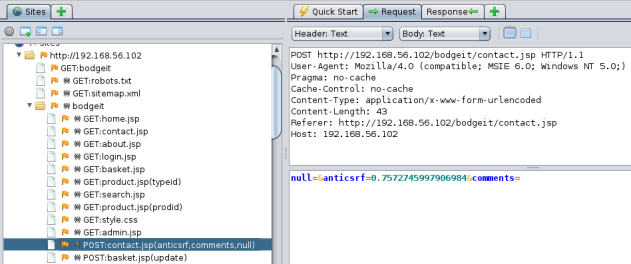 Sites
Quick Start
Request
Response
Header: Text
Body: Text
Sites
http://192.168.56.102
GET:bodgeit
GET:robots.txt
GET:sitemap.xml
bodgeit
GET:home.jsp
GET:contact.jsp
GET:about.jsp
GET:login.jsp
GET:basket.jsp
GET:product.jsp(typeid)
GET:search.jsp
GET:product.jsp(prodid)
GET:style.css
GET:admin.jsp
POST:contact.jsp(anticsrf,comments,null)
POST:basket.jsp(update)
POST http://192.168.56.102/bodgeit/contact.jsp HTTP/1.1
User-Agent: Mozilla/4.0 (compatible; MSIE 6.0; Windows NT 5.0;)
Pragma: no-cache
Cache-Control: no-cache
Content-Type: application/x-www-form-urlencoded
Content-Length: 43
Referer: http://192.168.56.102/bodgeit/contact.jsp
Host: 192.168.56.102
null=&anticsrf=0.7572745997906984&comments=